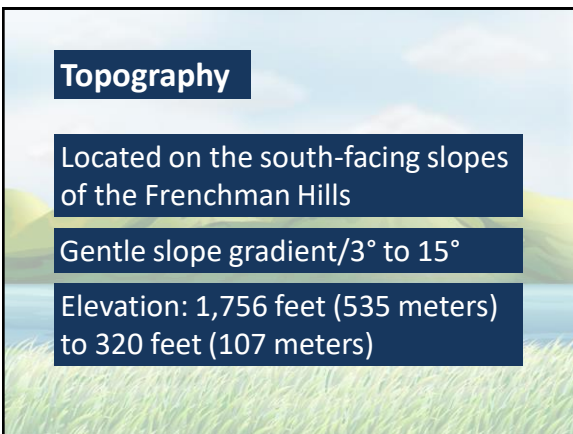 Topography
Located on the south-facing slopes
of the Frenchman Hills
Gentle slope gradient/3° to 15°
Elevation: 1,756 feet (535 meters)
to 320 feet (107 meters)